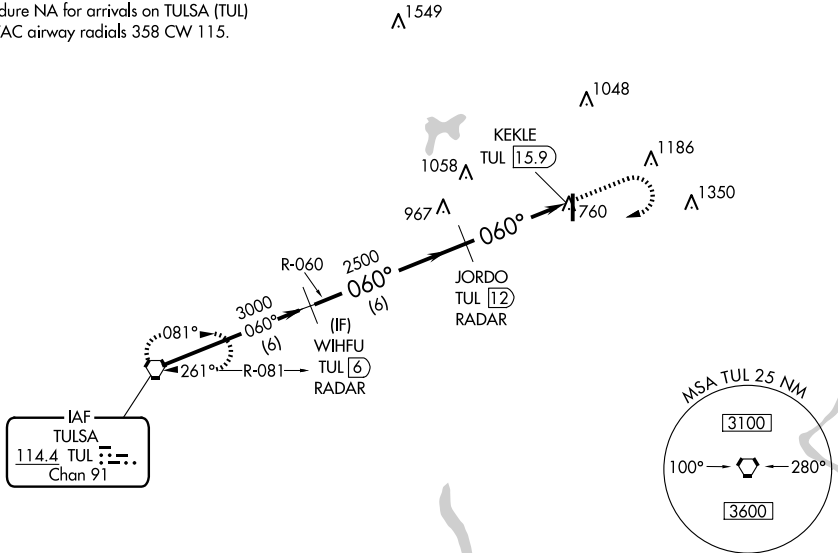 dure NA for arrivals on TULSA (TUL)
TAC airway radials 358 CW 115.
1549
1048
KEKLE
TUL 15.9
1186
1058
1350
967
760
060°
JORDO
TUL 12
RADAR
R-060
2500
060°
(6)
3000
060°
(6)
(IF)
WIHFU
TUL 6
RADAR
081°
261°
R-081
IAF
TULSA
114.4 TUL
Chan 91
MSA TUL 25 NM
3100
100°
280°
3600